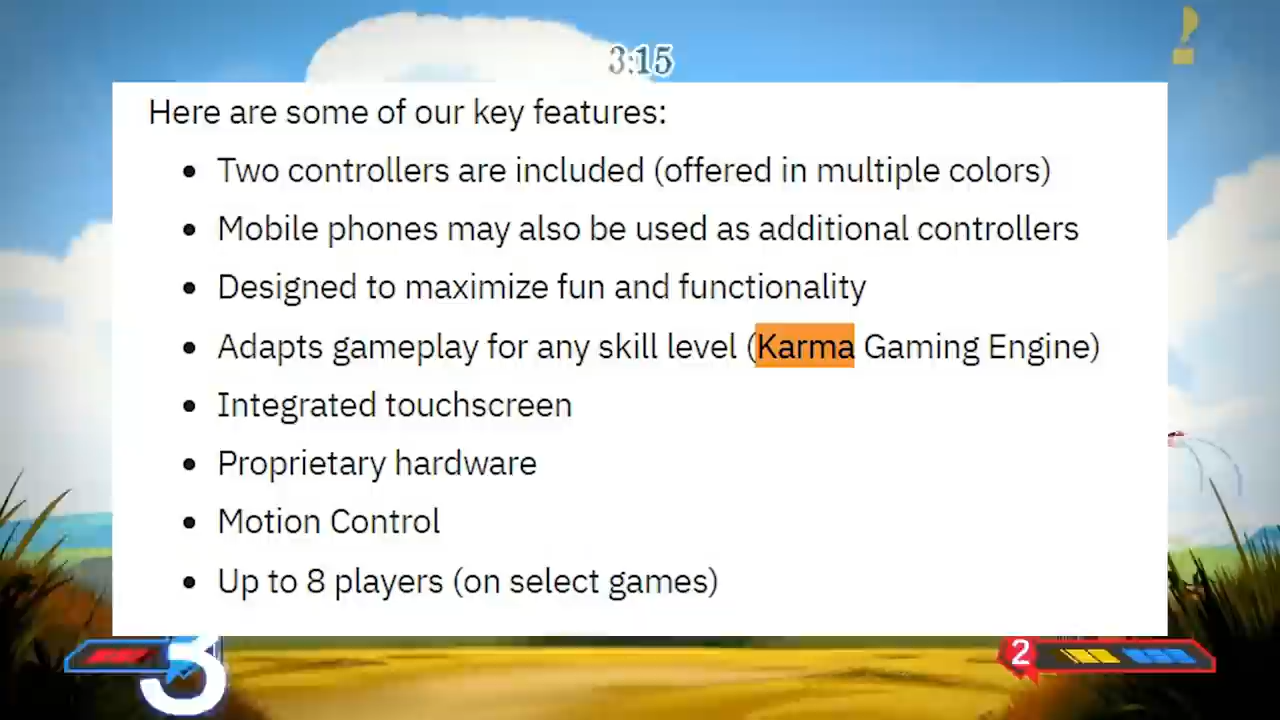 3:15
Here are some of our key features:
• Two controllers are included (offered in multiple colors)
• Mobile phones may also be used as additional controllers
• Designed to maximize fun and functionality
• Adapts gameplay for any skill level (Karma Gaming Engine)
• Integrated touchscreen
• Proprietary hardware
• Motion Control
• Up to 8 players (on select games)
3
2